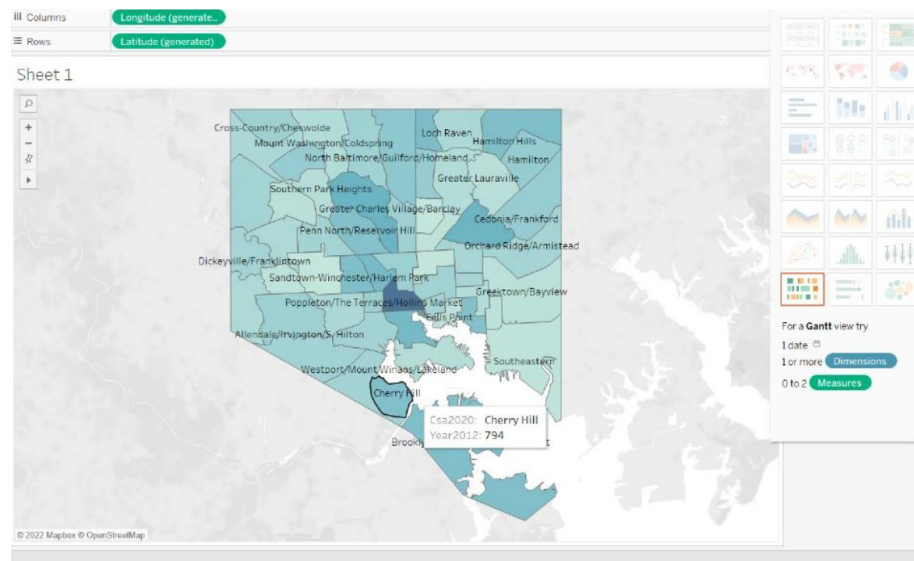 Columns
Longitude (generate..
Rows
Latitude (generated)
Sheet 1
Cross-Country/Cheswolde
Loch Raven
Mount Washington/Coldspring
Hamilton Hills
North Baltimore/Guilford/Homeland
Hamilton
Greater Lauraville
Southern Park Heights
Greater Charles Village/Barclay
Cedonia/Frankford
Penn North/Reservoir Hill
Orchard Ridge/Armistead
Dickeyville/Franklintown
Sandtown-Winchester/Harlem Park
Greektown/Bayview
Poppleton/The Terraces/Hollins Market
Fells Point
Allendale/Irvington/S. Hilton
Southeastern
Westport/Mount Winans/Lakeland
Cherry Hill
Csa2020: Cherry Hill
Year2012: 794
Brookly
t
© 2022 Mapbox © OpenStreetMap
For a Gantt view try
1 date
1 or more Dimensions
0 to 2 Measures